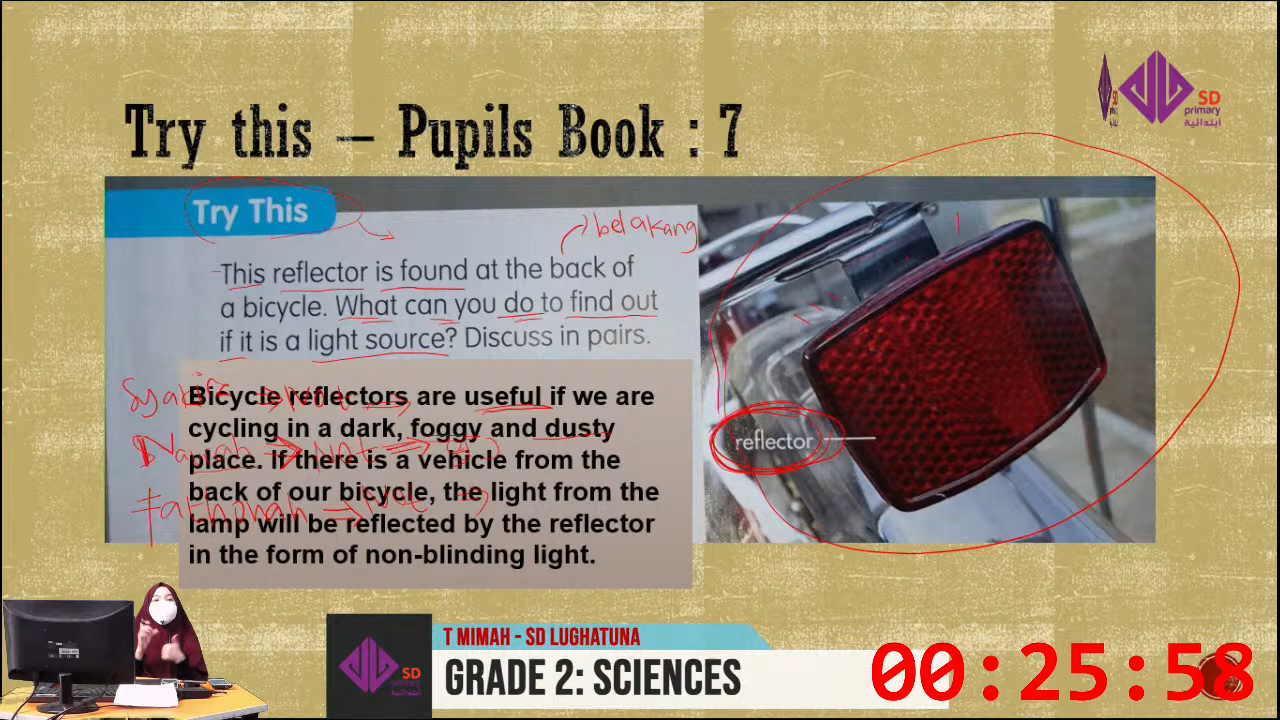 SD
primary
ابتدائية
Try this – Pupils Book : 7
Try This
belakang
This reflector is found at the back of
a bicycle. What can you do to find out
if it is a light source? Discuss in pairs.
Bicycle reflectors are useful if we are
cycling in a dark, foggy and dusty
place. If there is a vehicle from the
back of our bicycle, the light from the
lamp will be reflected by the reflector
in the form of non-blinding light.
reflector
T MIMAH - SD LUGHATUNA
GRADE 2: SCIENCES
SD
primary
ابتدائية
00:25:58